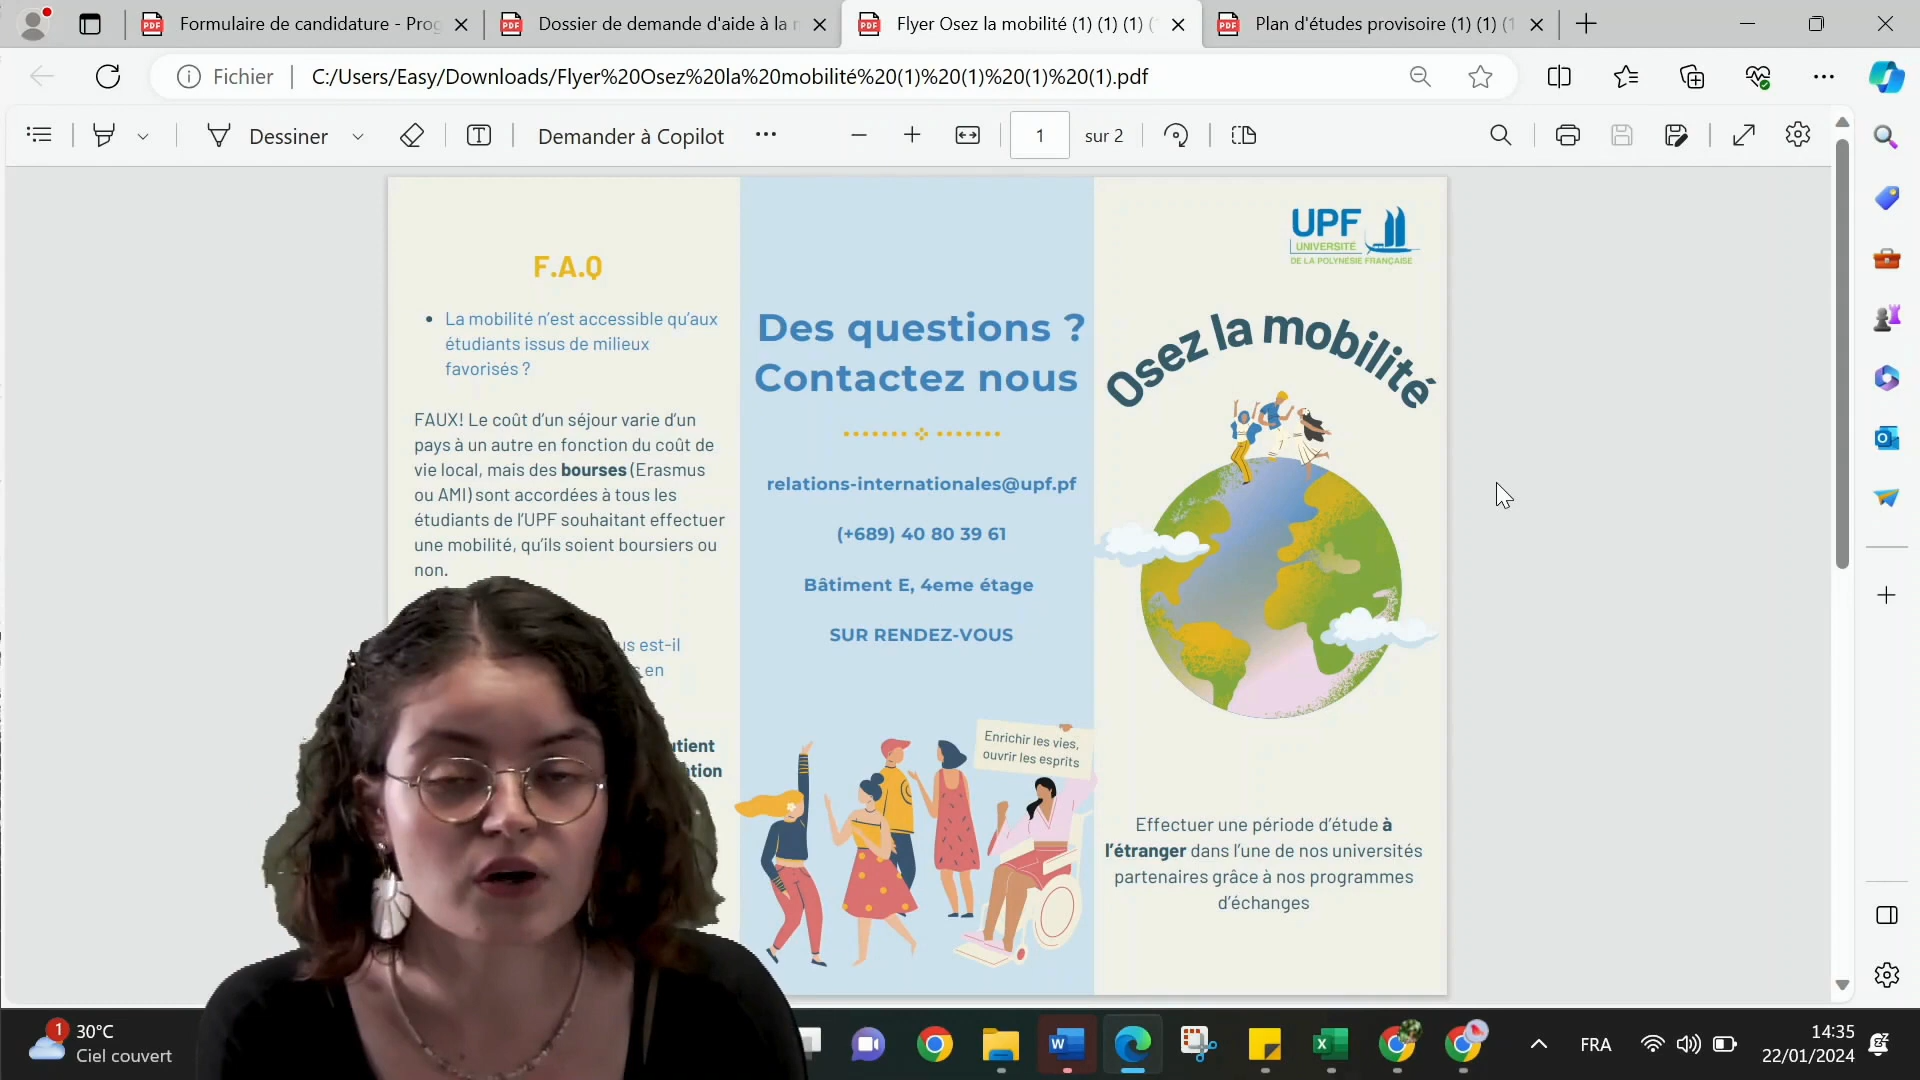 Formulaire de candidature - Prog
Dossier de demande d'aide à la
Flyer Osez la mobilité (1) (1) (1) (
Plan d'études provisoire (1) (1) (1
Fichier
C:/Users/Easy/Downloads/Flyer%20Osez%20la%20mobilité%20(1)%20(1)%20(1)%20(1).pdf
Dessiner
Demander à Copilot
1
sur 2
F.A.Q
La mobilité n'est accessible qu'aux
étudiants issus de milieux
favorisés ?
FAUX! Le coût d'un séjour varie d'un
pays à un autre en fonction du coût de
vie local, mais des bourses (Erasmus
ou AMI) sont accordées à tous les
étudiants de l'UPF souhaitant effectuer
une mobilité, qu'ils soient boursiers ou
non.
est-il
en
Des questions ?
Contactez nous
relations-internationales@upf.pf
(+689) 40 80 39 61
Bâtiment E, 4eme étage
SUR RENDEZ-VOUS
Enrichir les vies,
ouvrir les esprits
UPF
UNIVERSITÉ
DE LA POLYNÉSIE FRANÇAISE
Osez la mobilité
Effectuer une période d'étude à
l'étranger dans l'une de nos universités
partenaires grâce à nos programmes
d'échanges
1
30°C
Ciel couvert
FRA
14:35
22/01/2024